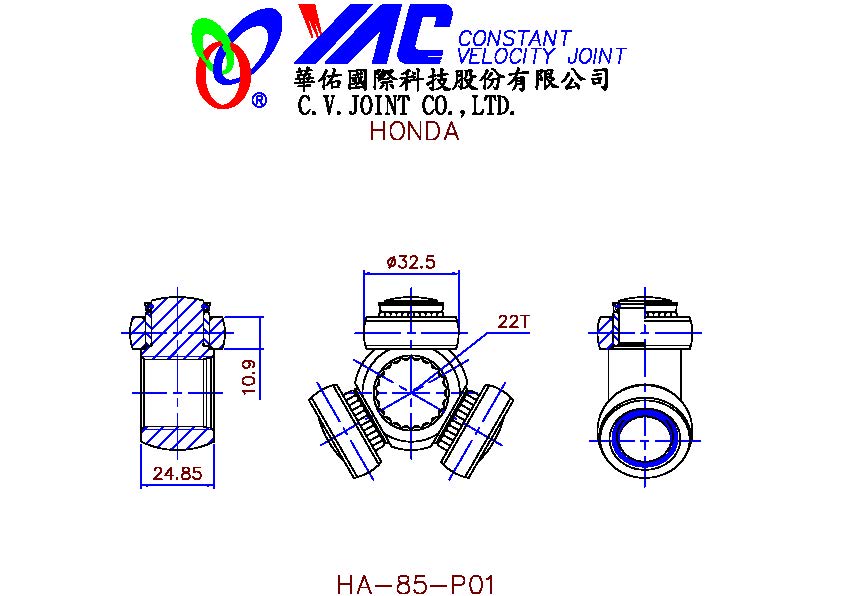 YAC CONSTANT
VELOCITY JOINT
華佑國際科技股份有限公司
® C.V.JOINT CO.,LTD.
HONDA
ø32.5
22T
10.9
24.85
HA-85-P01